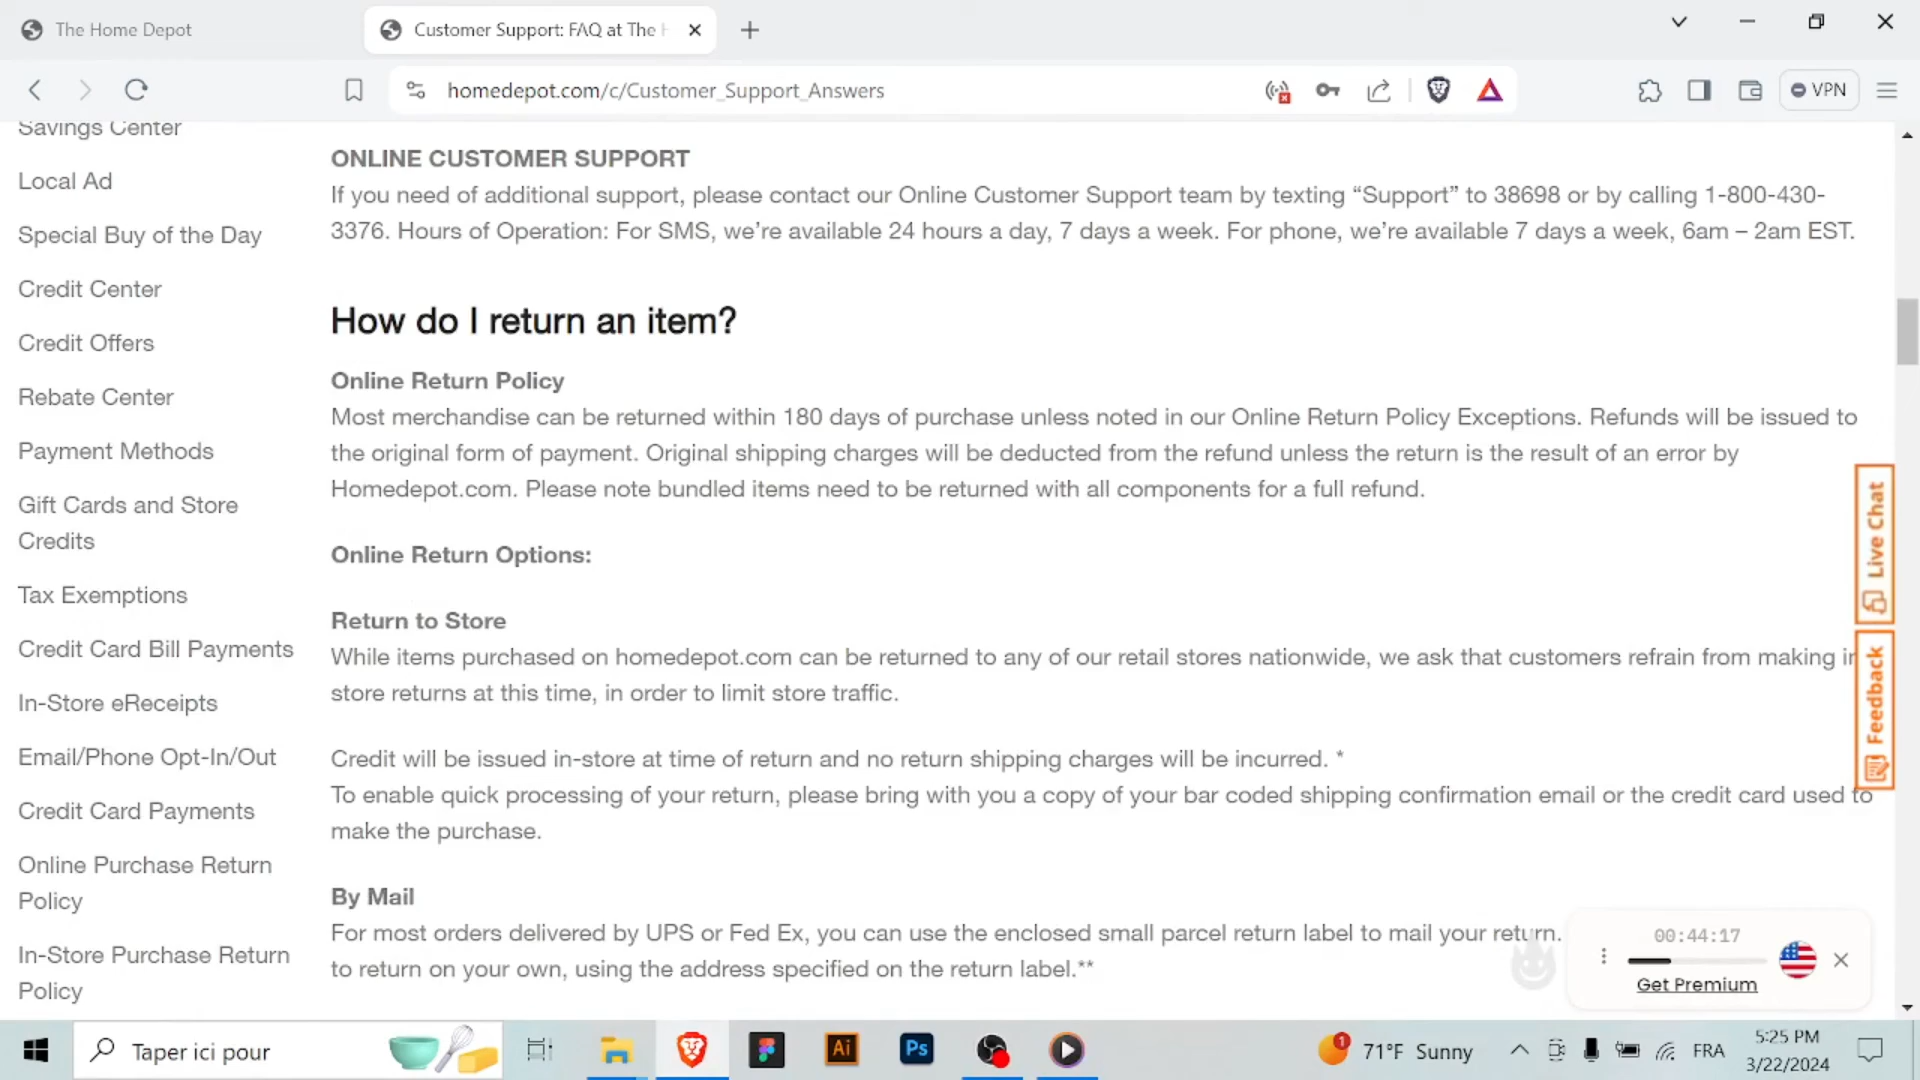 The Home Depot
Customer Support: FAQ at The H
homedepot.com/c/Customer_Support_Answers
VPN
Savings Center
Local Ad
Special Buy of the Day
Credit Center
Credit Offers
Rebate Center
Payment Methods
Gift Cards and Store
Credits
Tax Exemptions
Credit Card Bill Payments
In-Store eReceipts
Email/Phone Opt-In/Out
Credit Card Payments
Online Purchase Return
Policy
In-Store Purchase Return
Policy
ONLINE CUSTOMER SUPPORT
If you need of additional support, please contact our Online Customer Support team by texting “Support” to 38698 or by calling 1-800-430-
3376. Hours of Operation: For SMS, we’re available 24 hours a day, 7 days a week. For phone, we’re available 7 days a week, 6am – 2am EST.
How do I return an item?
Online Return Policy
Most merchandise can be returned within 180 days of purchase unless noted in our Online Return Policy Exceptions. Refunds will be issued to
the original form of payment. Original shipping charges will be deducted from the refund unless the return is the result of an error by
Homedepot.com. Please note bundled items need to be returned with all components for a full refund.
Online Return Options:
Return to Store
While items purchased on homedepot.com can be returned to any of our retail stores nationwide, we ask that customers refrain from making in
store returns at this time, in order to limit store traffic.
Credit will be issued in-store at time of return and no return shipping charges will be incurred. *
To enable quick processing of your return, please bring with you a copy of your bar coded shipping confirmation email or the credit card used to
make the purchase.
By Mail
For most orders delivered by UPS or Fed Ex, you can use the enclosed small parcel return label to mail your return.
to return on your own, using the address specified on the return label.**
Live Chat
Feedback
00:44:17
Get Premium
Taper ici pour
Ai
Ps
1
71°F Sunny
FRA
5:25 PM
3/22/2024